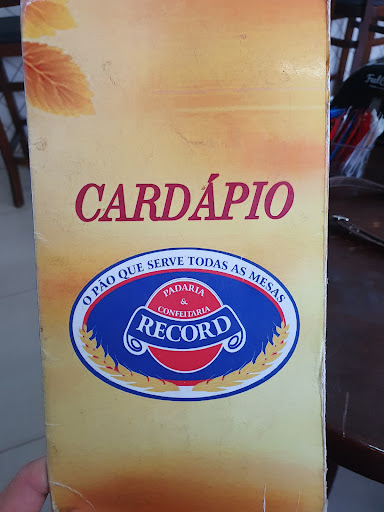 CARDÁPIO
O PÃO QUE SERVE TODAS AS MESAS
PADARIA
&
CONFEITARIA
RECORD